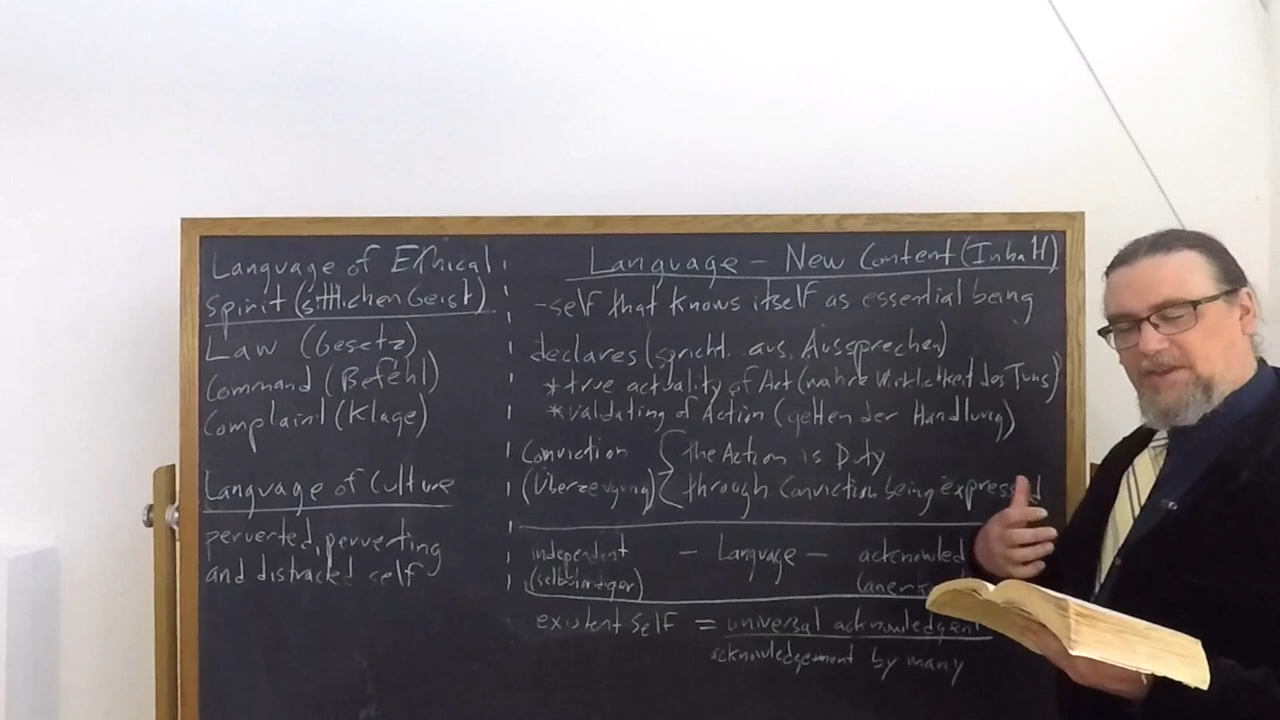 Language of Ethical
Spirit (sittlichen Geist)
Law (Gesetz)
Command (Befehl)
Complaint (Klage)
Language of Culture
perverted, perverting
and distracted self
Language – New Content (Inhalt)
- self that knows itself as essential being
declares (spricht aus, Aussprechen)
* true actuality of Act (wahre Wirklichkeit des Tuns)
* validating of Action (gelten der Handlung)
Conviction { the Action is Duty
(Überzeugung) { through Conviction being expressed
independent – Language – acknowled
existent Self = universal acknowledgent
acknowledgement by many